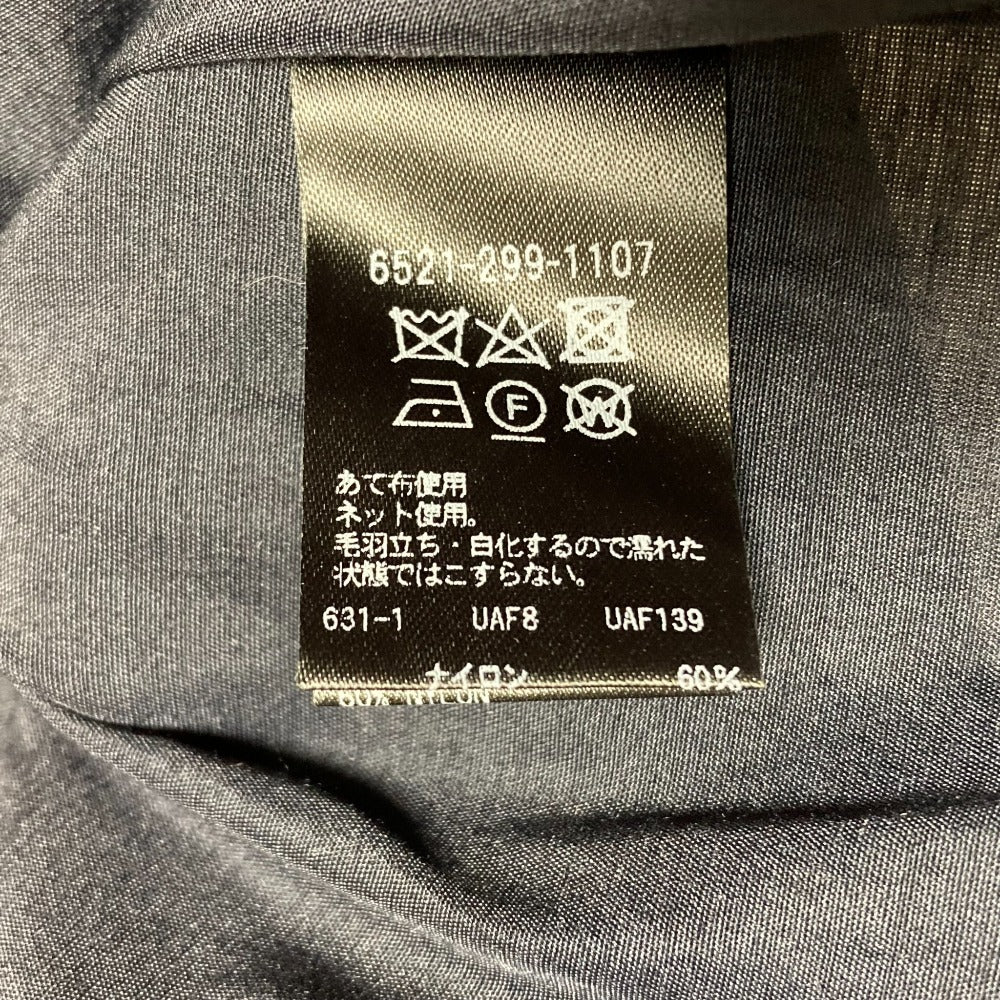 6521-299-1107
F
W
あて布使用
ネット使用。
毛羽立ち・白化するので濡れた
状態ではこすらない。
631-1 UAF8 UAF139
ナイロン 60%
60% NYLON